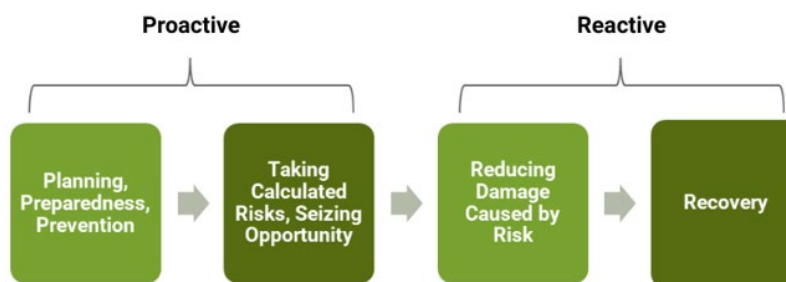 Proactive
Reactive
Planning,
Preparedness,
Prevention
Taking
Calculated
Risks, Seizing
Opportunity
Reducing
Damage
Caused by
Risk
Recovery